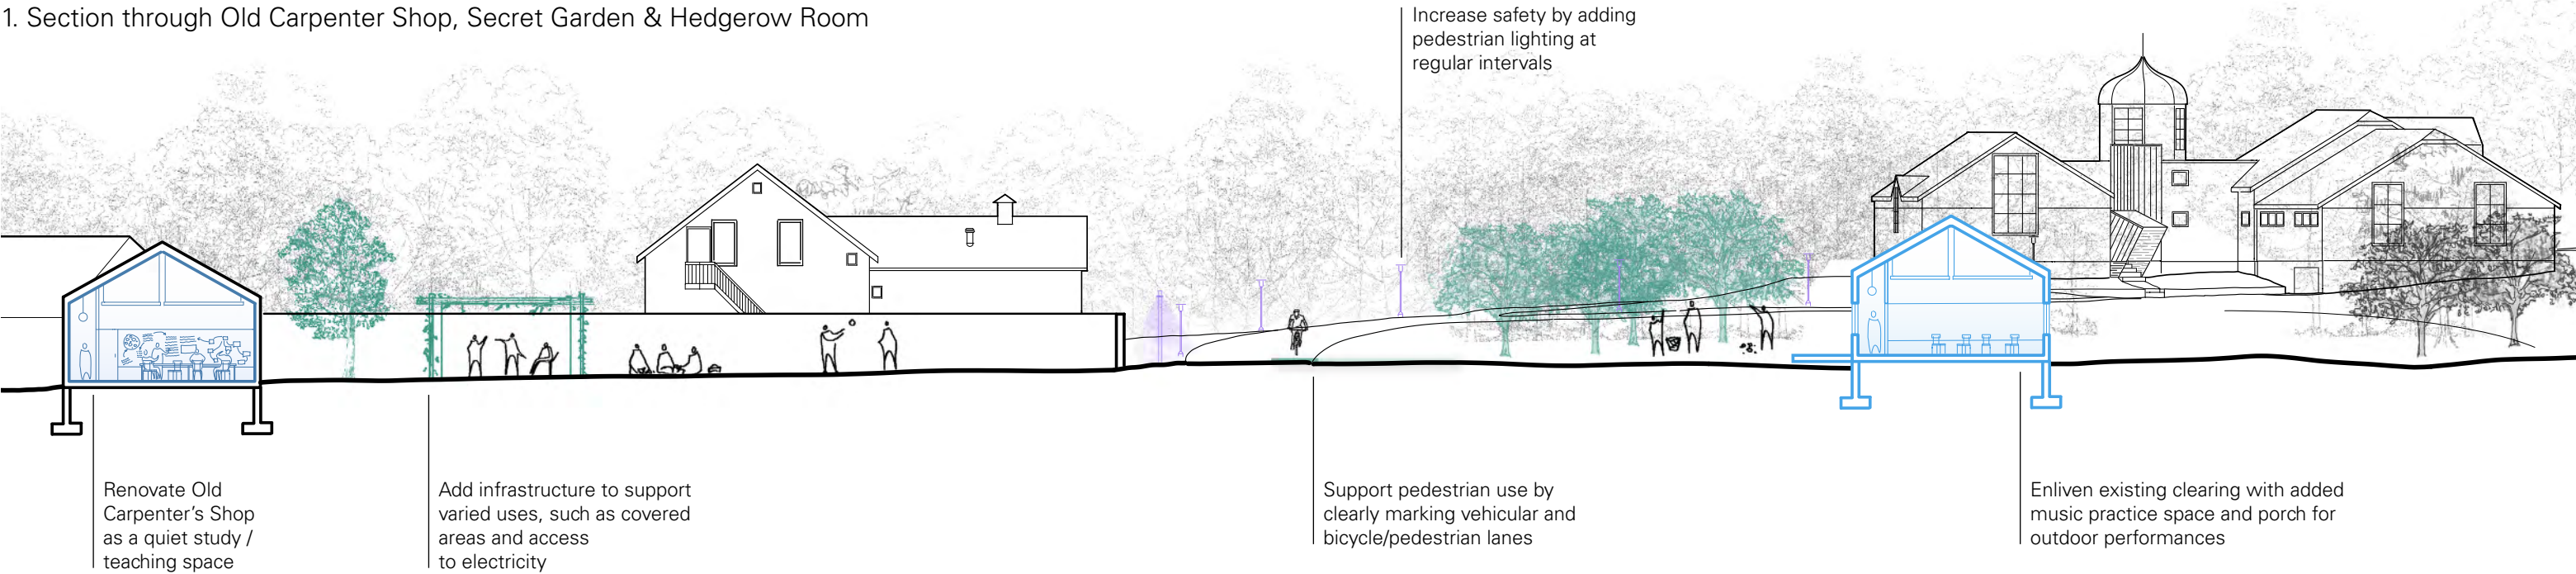 1. Section through Old Carpenter Shop, Secret Garden & Hedgerow Room
Increase safety by adding
pedestrian lighting at
regular intervals
Renovate Old
Carpenter's Shop
as a quiet study /
teaching space
Add infrastructure to support
varied uses, such as covered
areas and access
to electricity
Support pedestrian use by
clearly marking vehicular and
bicycle/pedestrian lanes
Enliven existing clearing with added
music practice space and porch for
outdoor performances